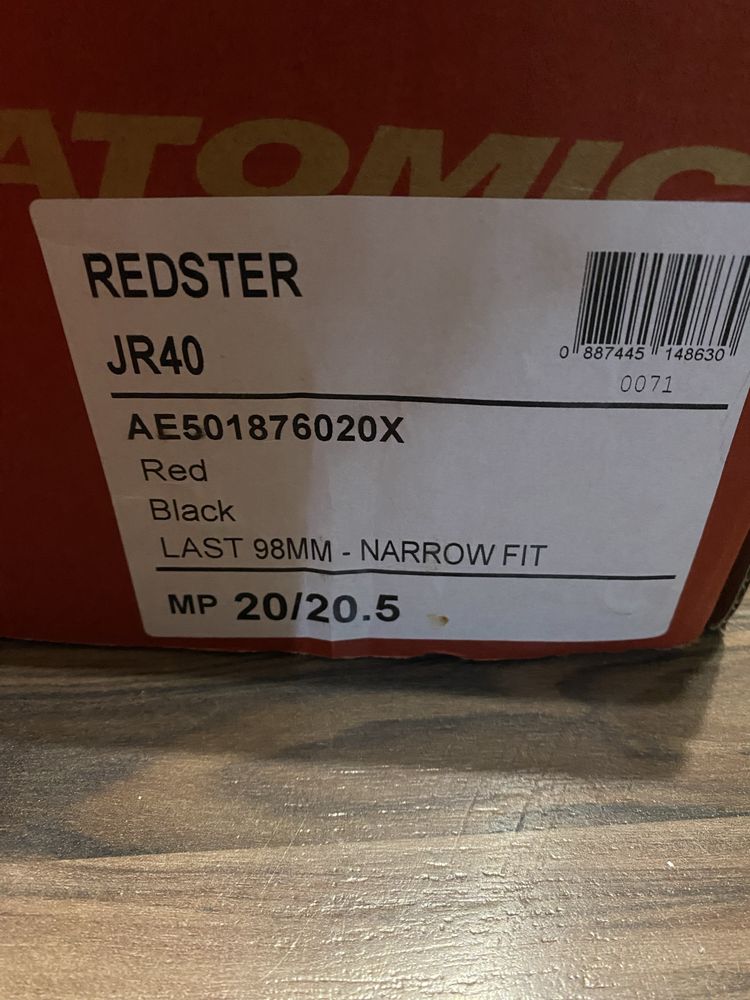 ATOMIC
REDSTER
JR40
0 887445 148630
0071
AE501876020X
Red
Black
LAST 98MM - NARROW FIT
MP 20/20.5